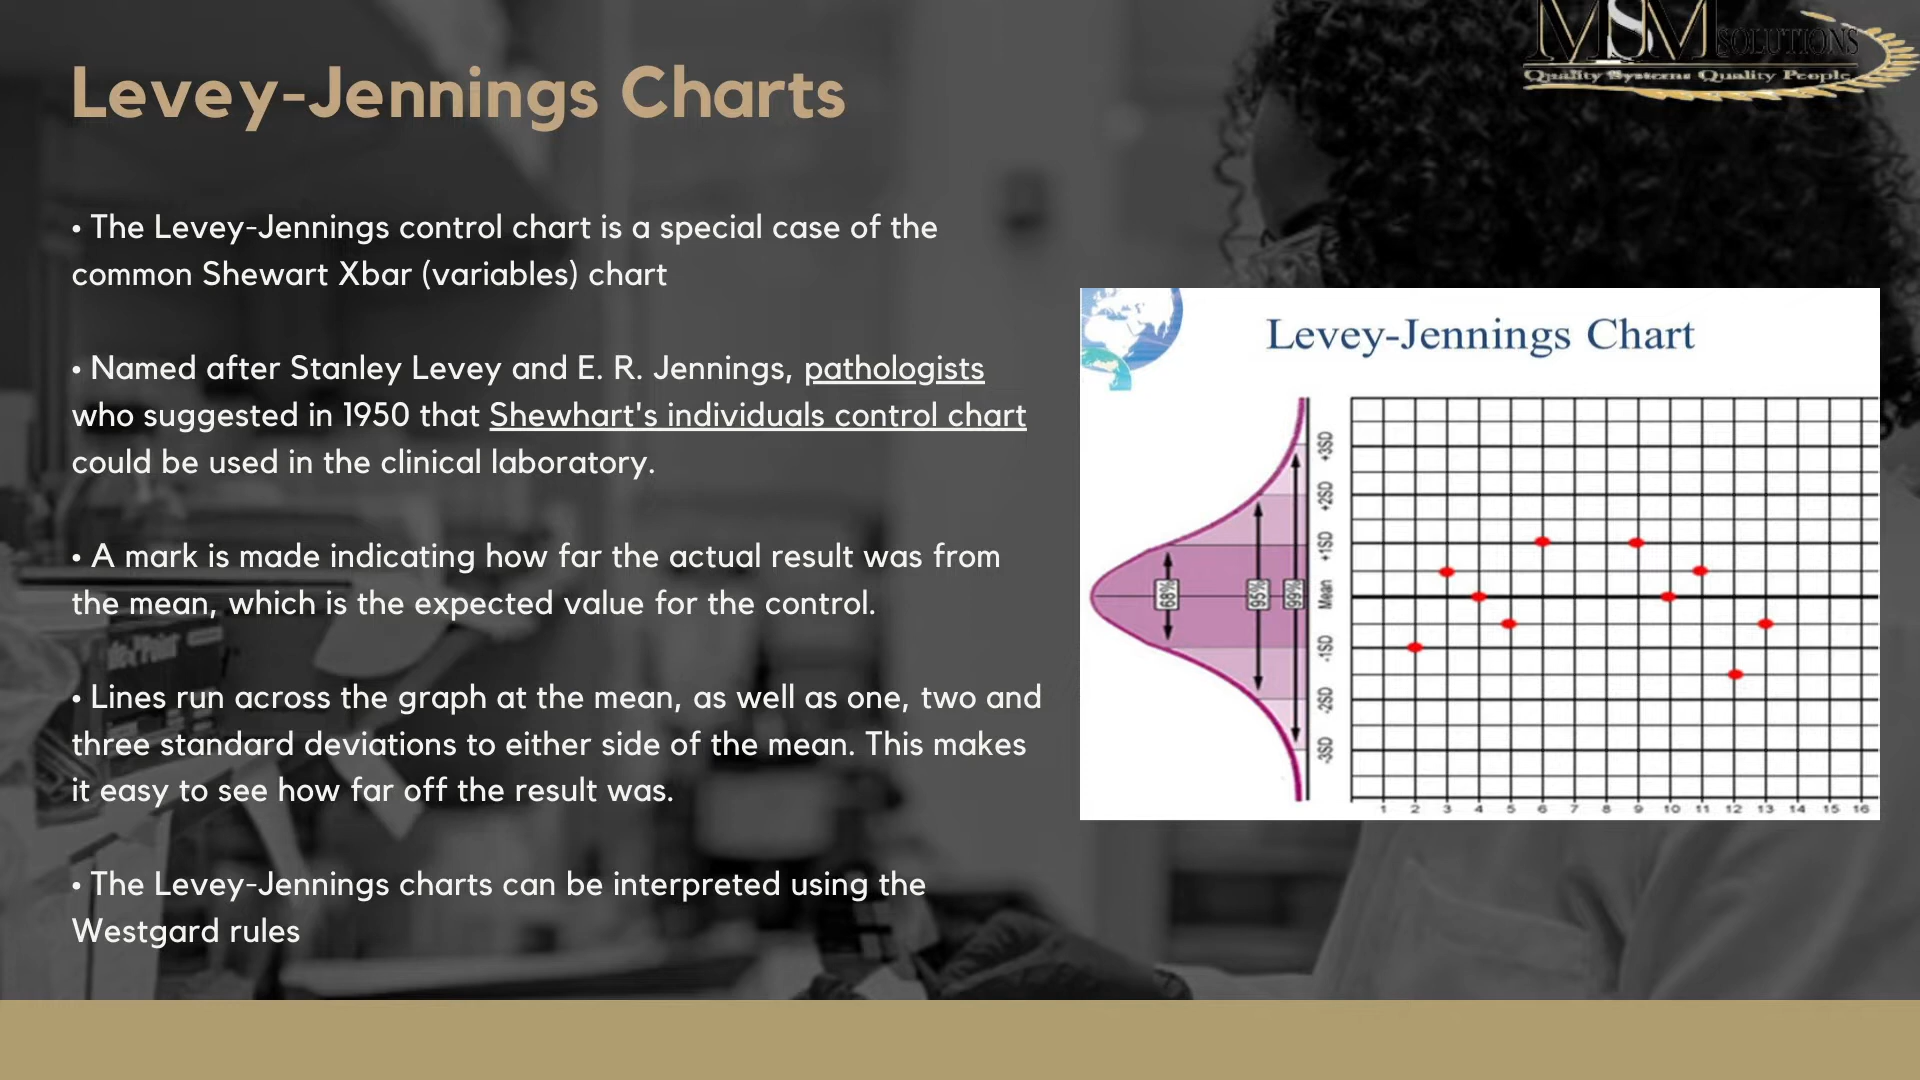 MSM SOLUTIONS
Quality Systems Quality People
Levey-Jennings Charts
• The Levey-Jennings control chart is a special case of the
common Shewart Xbar (variables) chart
• Named after Stanley Levey and E. R. Jennings, pathologists
who suggested in 1950 that Shewhart's individuals control chart
could be used in the clinical laboratory.
• A mark is made indicating how far the actual result was from
the mean, which is the expected value for the control.
• Lines run across the graph at the mean, as well as one, two and
three standard deviations to either side of the mean. This makes
it easy to see how far off the result was.
• The Levey-Jennings charts can be interpreted using the
Westgard rules
Levey-Jennings Chart
+3SD
+2SD
+1SD
Mean
-1SD
-2SD
-3SD
68%
95%
99%
1 2 3 4 5 6 7 8 9 10 11 12 13 14 15 16